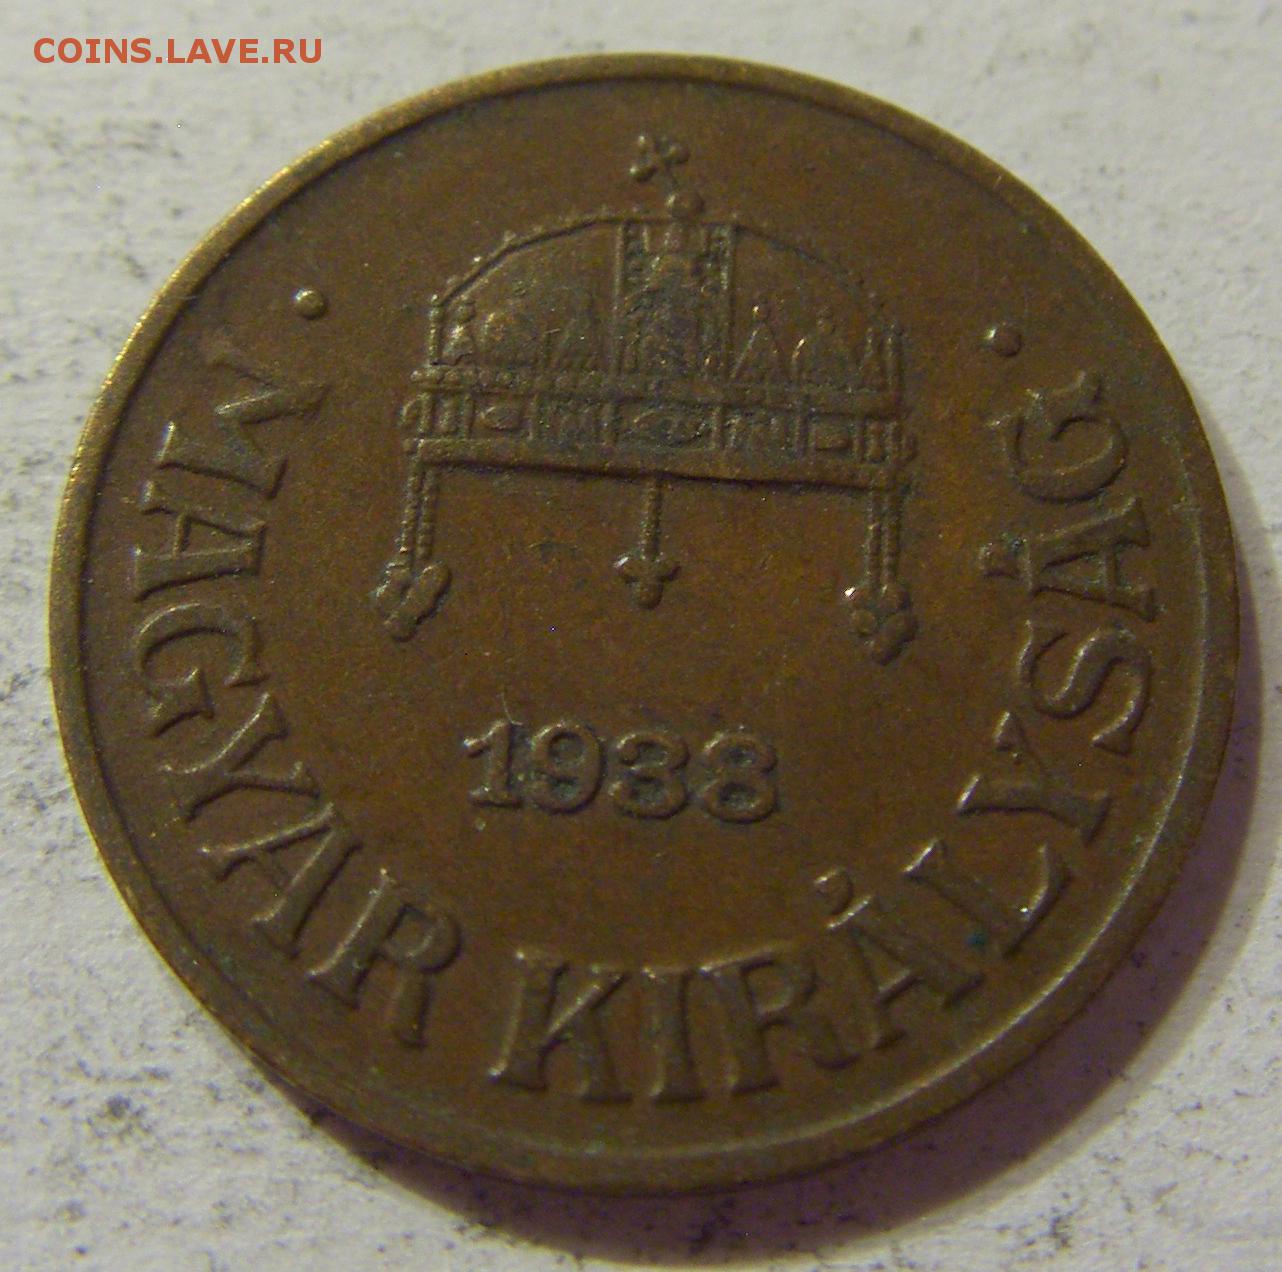 COINS.LAVE.RU
· MAGYAR KIRÁLYSÁG ·
1938